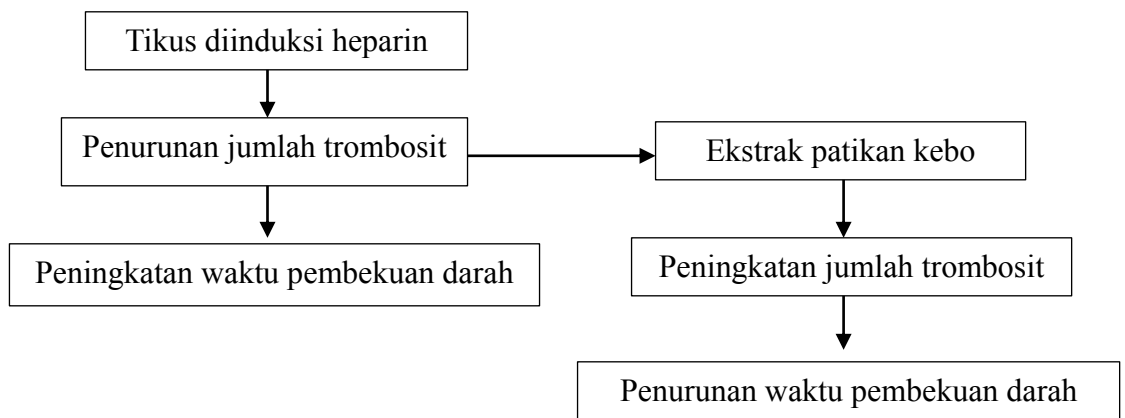 Tikus diinduksi heparin
Penurunan jumlah trombosit
Ekstrak patikan kebo
Peningkatan waktu pembekuan darah
Peningkatan jumlah trombosit
Penurunan waktu pembekuan darah